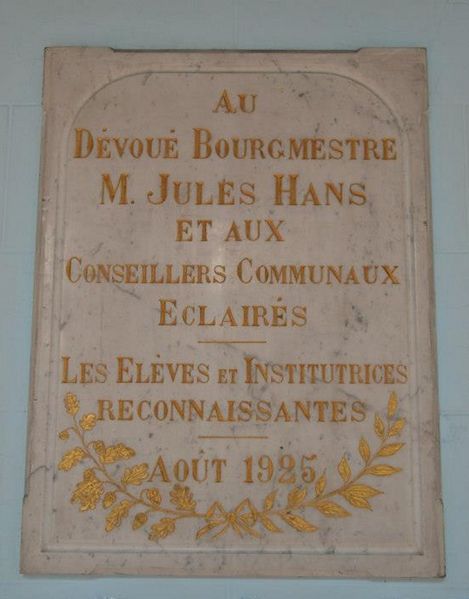 AU
DÉVOUÉ BOURGMESTRE
M. JULES HANS
ET AUX
CONSEILLERS COMMUNAUX
ECLAIRÉS
LES ELÈVES ET INSTITUTRICES
RECONNAISSANTES
AOUT 1925